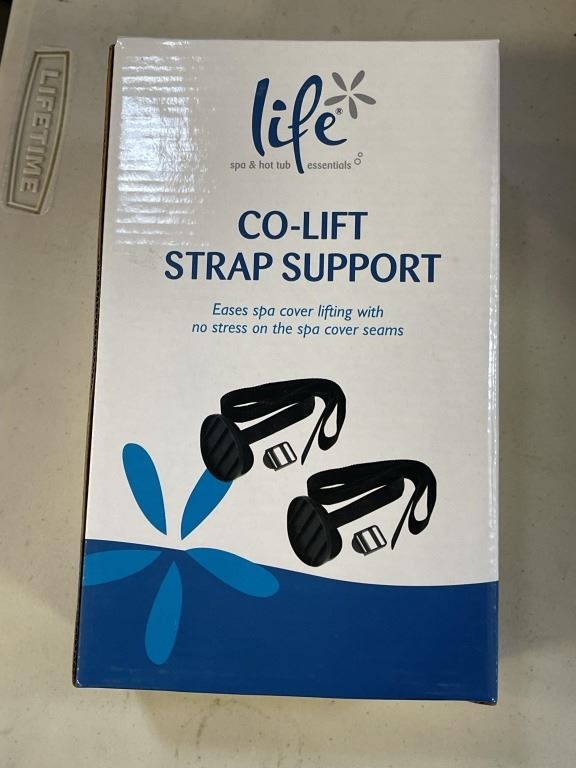 LIFETIME
life®
spa & hot tub essentials
CO-LIFT
STRAP SUPPORT
Eases spa cover lifting with
no stress on the spa cover seams